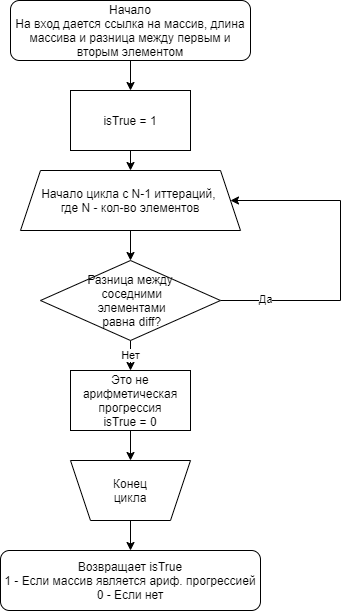 Начало
На вход дается ссылка на массив, длина
массива и разница между первым и
вторым элементом
isTrue = 1
Начало цикла с N-1 иттераций,
где N - кол-во элементов
Разница между
соседними
элементами
равна diff?
Да
Нет
Это не
арифметическая
прогрессия
isTrue = 0
Конец
цикла
Возвращает isTrue
1 - Если массив является ариф. прогрессией
0 - Если нет